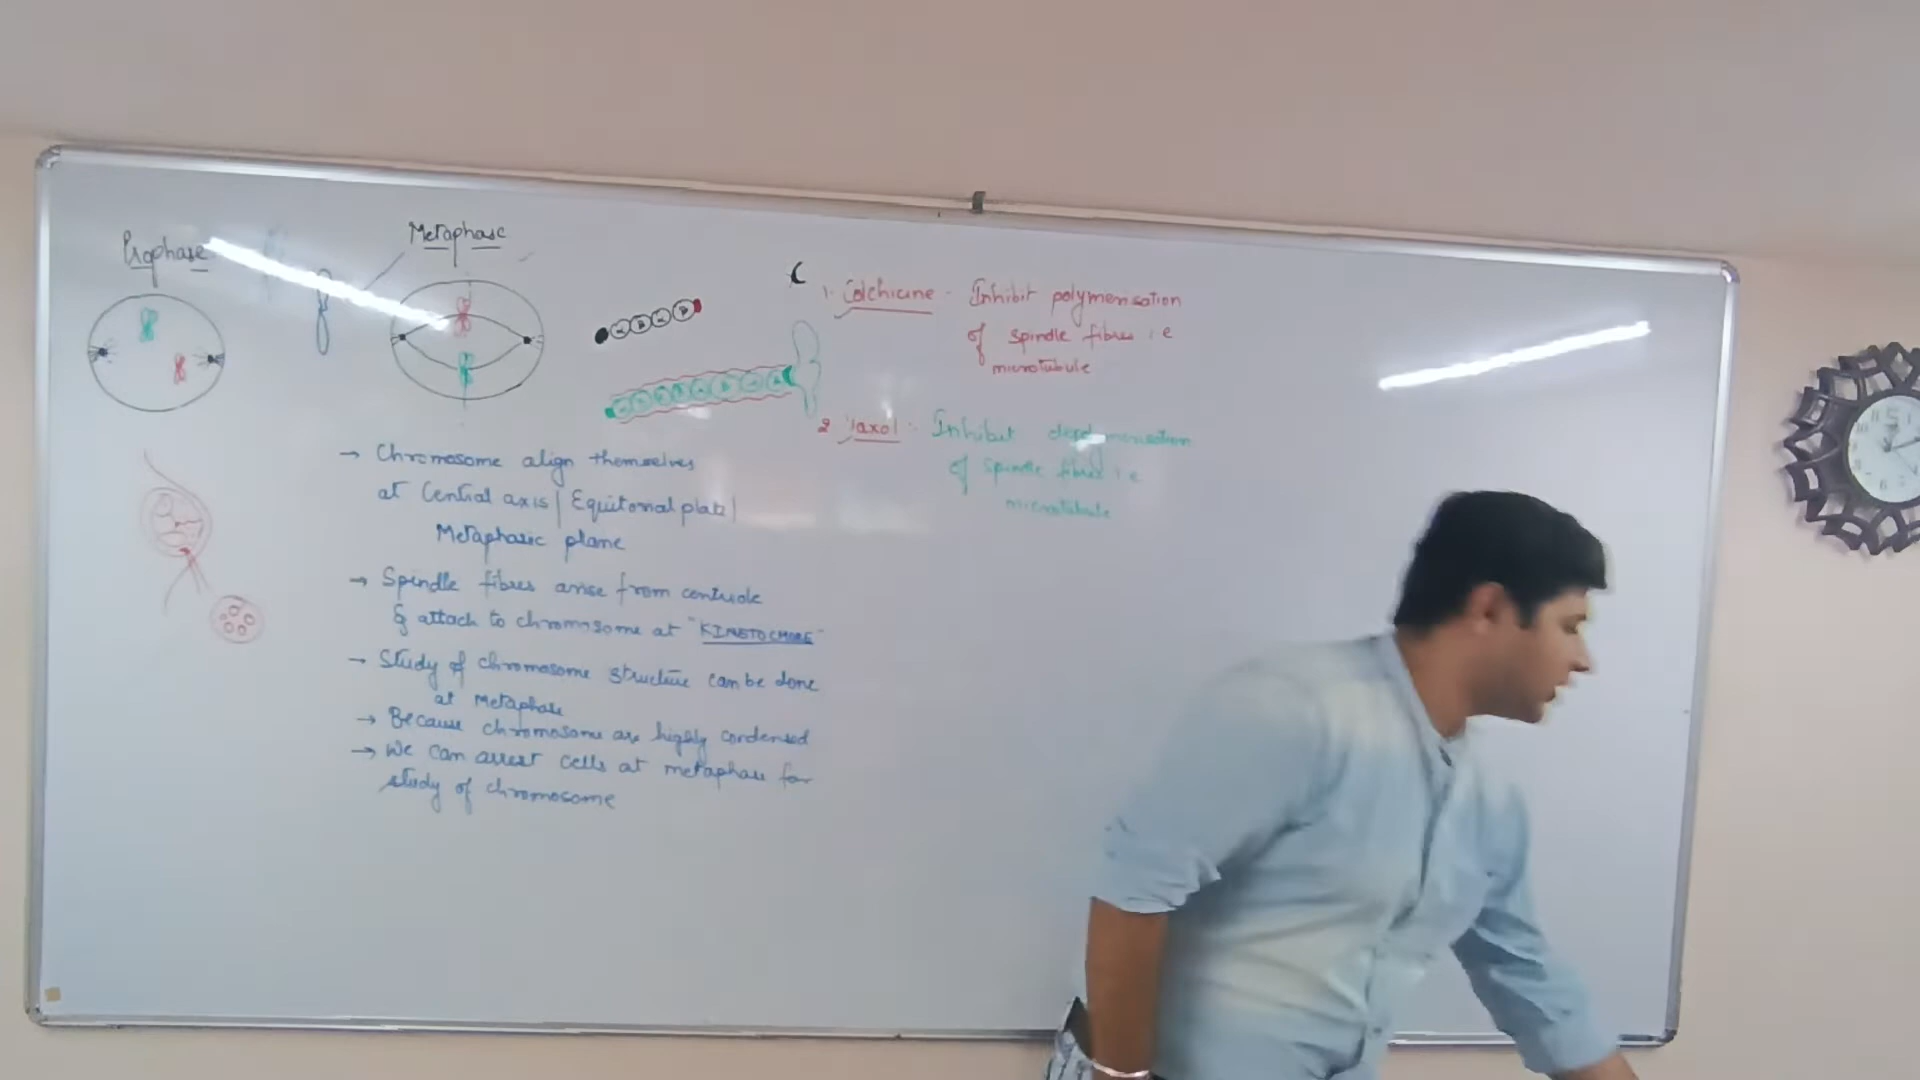 Prophase
Metaphase
1. Colchicine - Inhibit polymerisation
of spindle fibres i.e
microtubule
2 Taxol - Inhibit depolymerisation
of spindle fibres i.e
microtubule
→ Chromosome align themselves
at Central axis | Equitorial plate |
Metaphasic plane
→ Spindle fibres arise from centriole
& attach to chromosome at "KINETOCHORE"
→ Study of chromosome structure can be done
at Metaphase
→ Because chromosome are highly condensed
→ We can arrest cells at metaphase for
study of chromosome